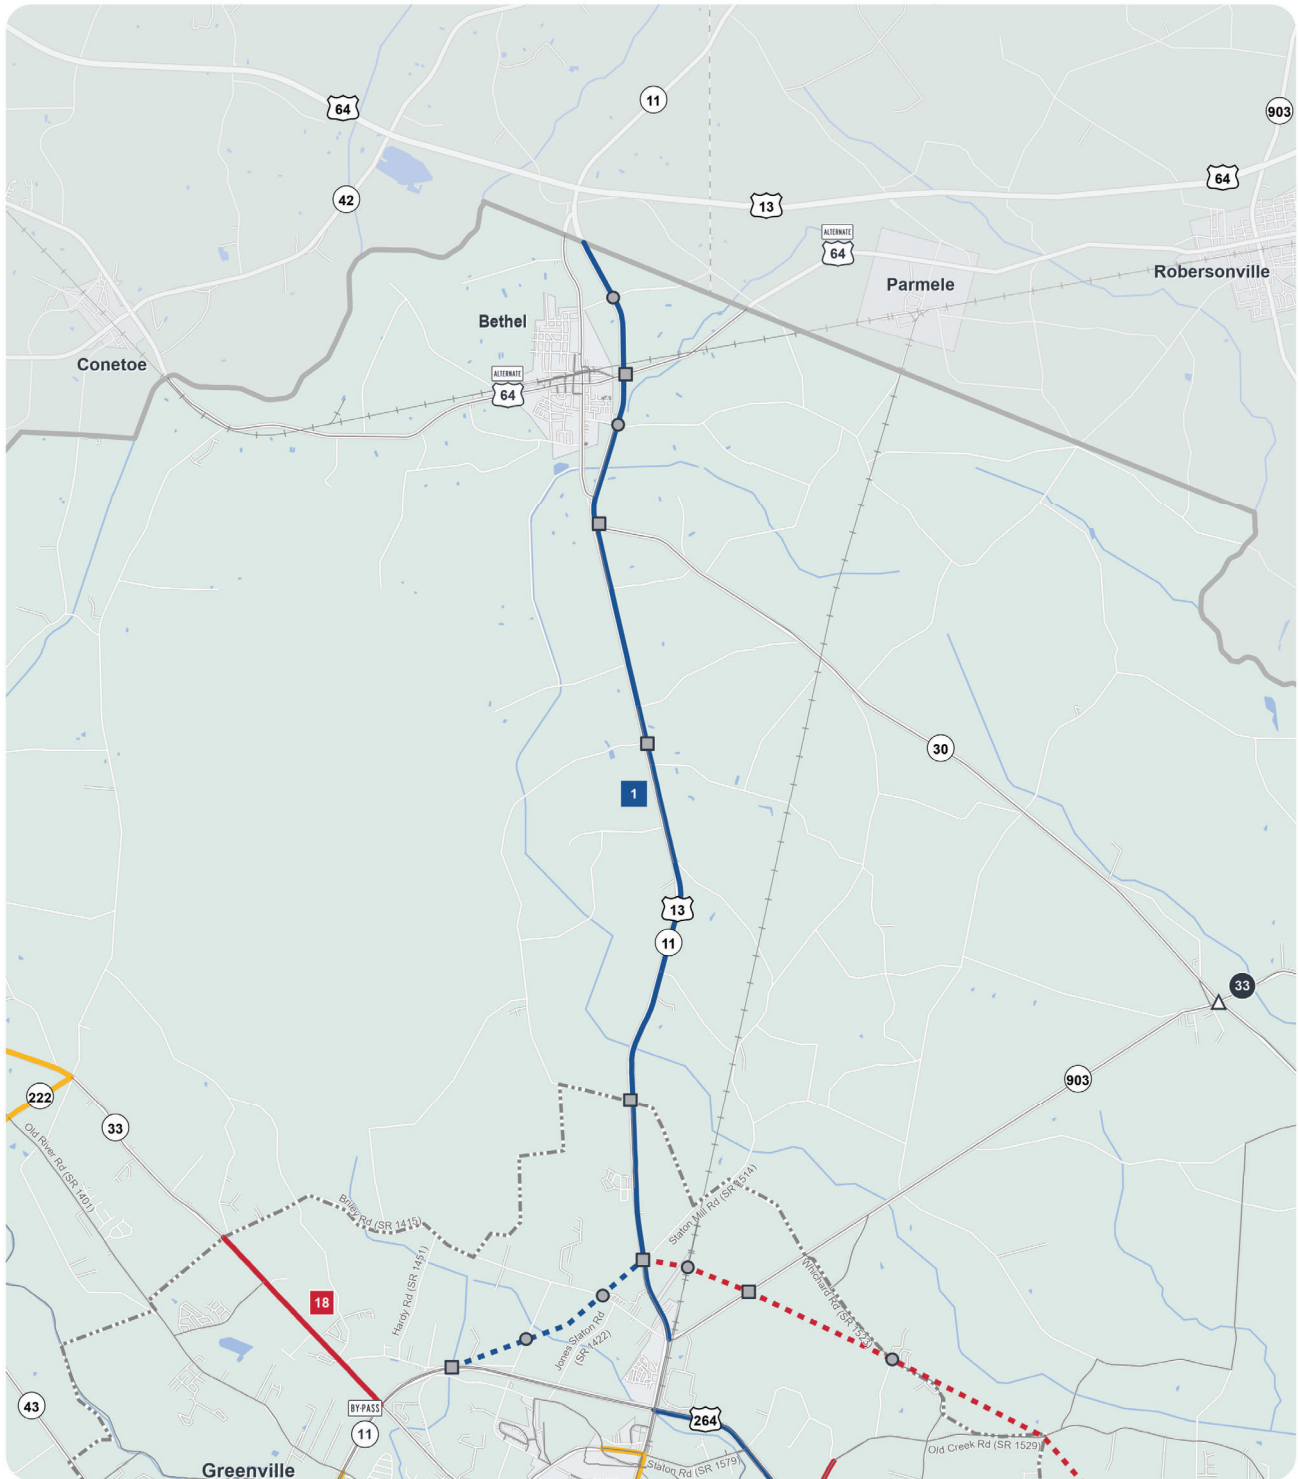 11
64
903
64
42
13
ALTERNATE
64
Robersonville
Parmele
Bethel
Conetoe
ALTERNATE
64
30
1
13
11
33
903
222
33
Old River Rd (SR 1401)
Briley Rd (SR 1415)
Staton Mill Rd (SR 1514)
Hardy Rd (SR 1451)
Whichard Rd (SR 1523)
18
Jones Staton Rd
(SR 1422)
43
BY-PASS
11
264
Old Creek Rd (SR 1529)
Staton Rd (SR 1579)
Greenville